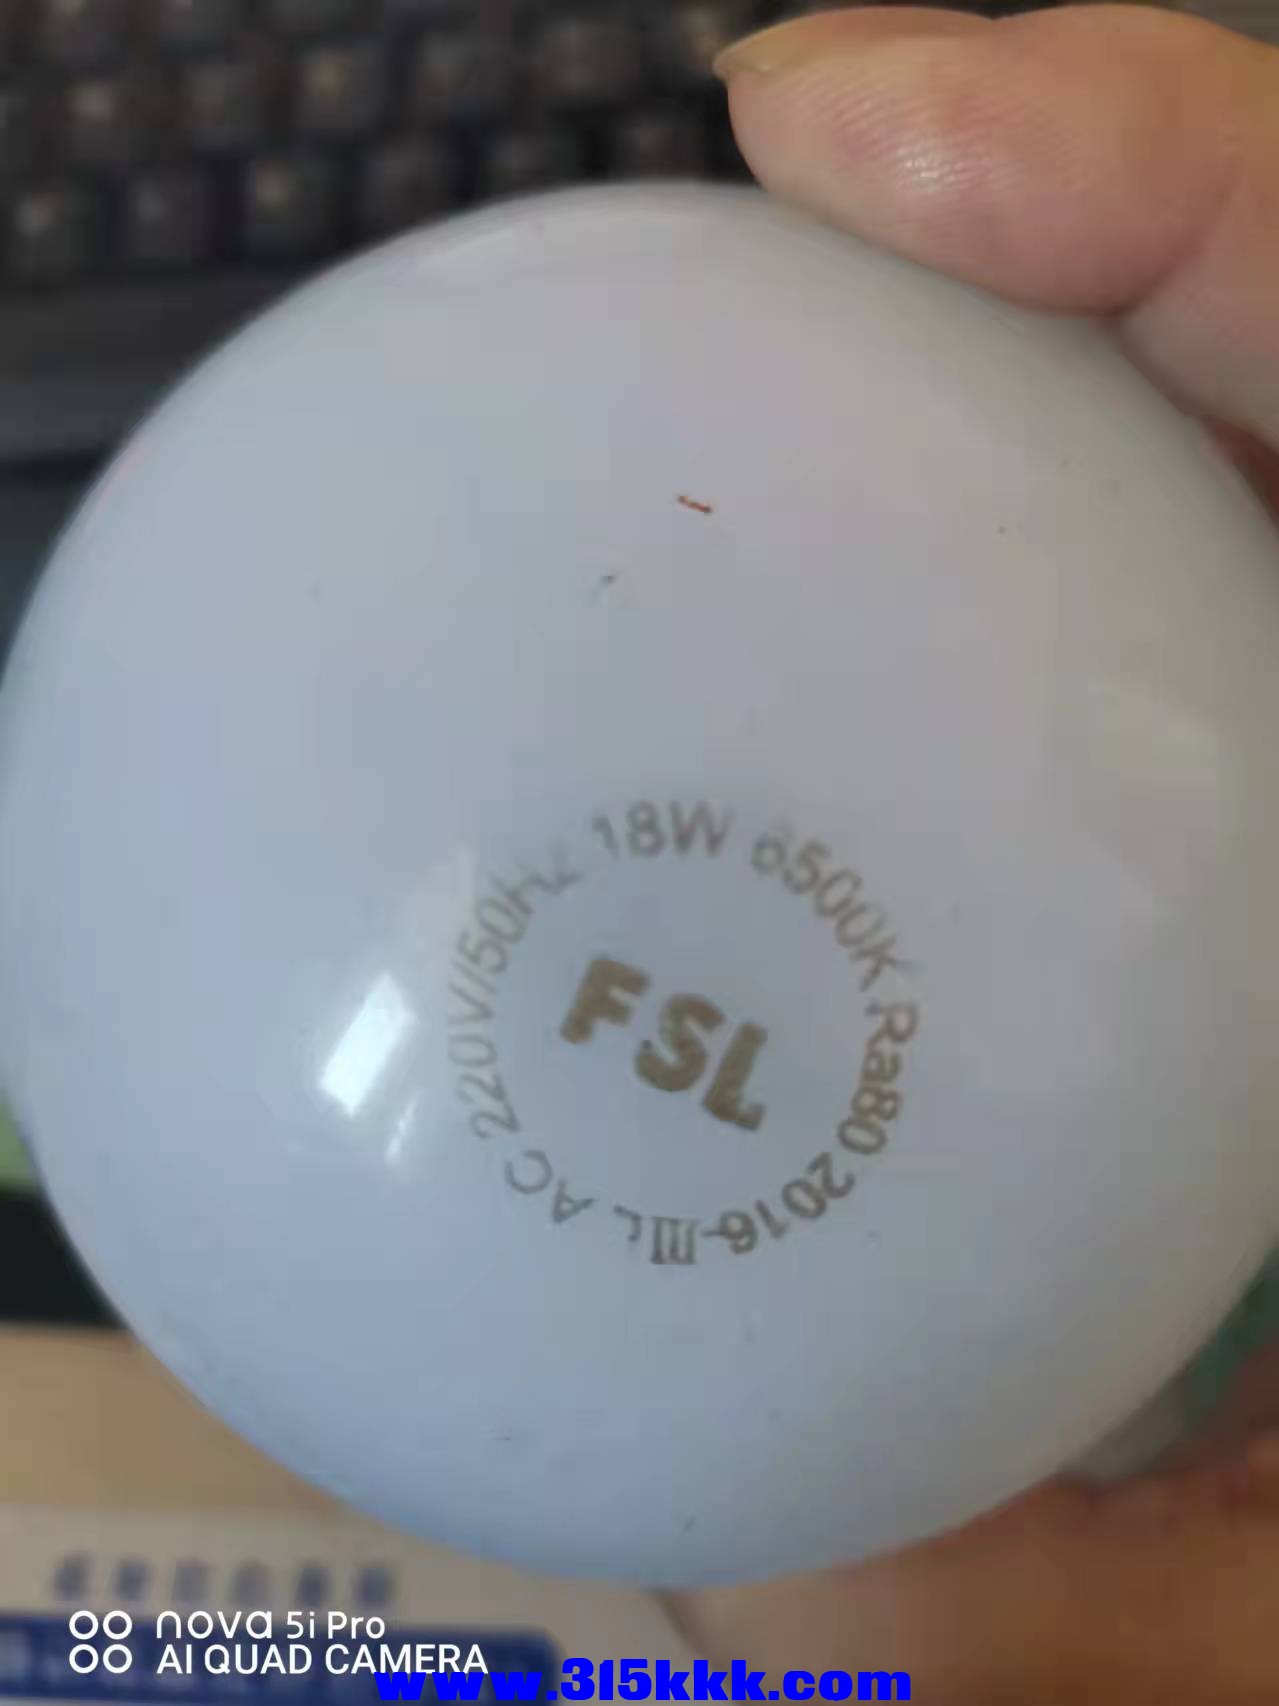 FSL
AC 220V/50Hz 18W 6500K Ra80 2016-III
nova 5i Pro
AI QUAD CAMERA
www.315kkk.com